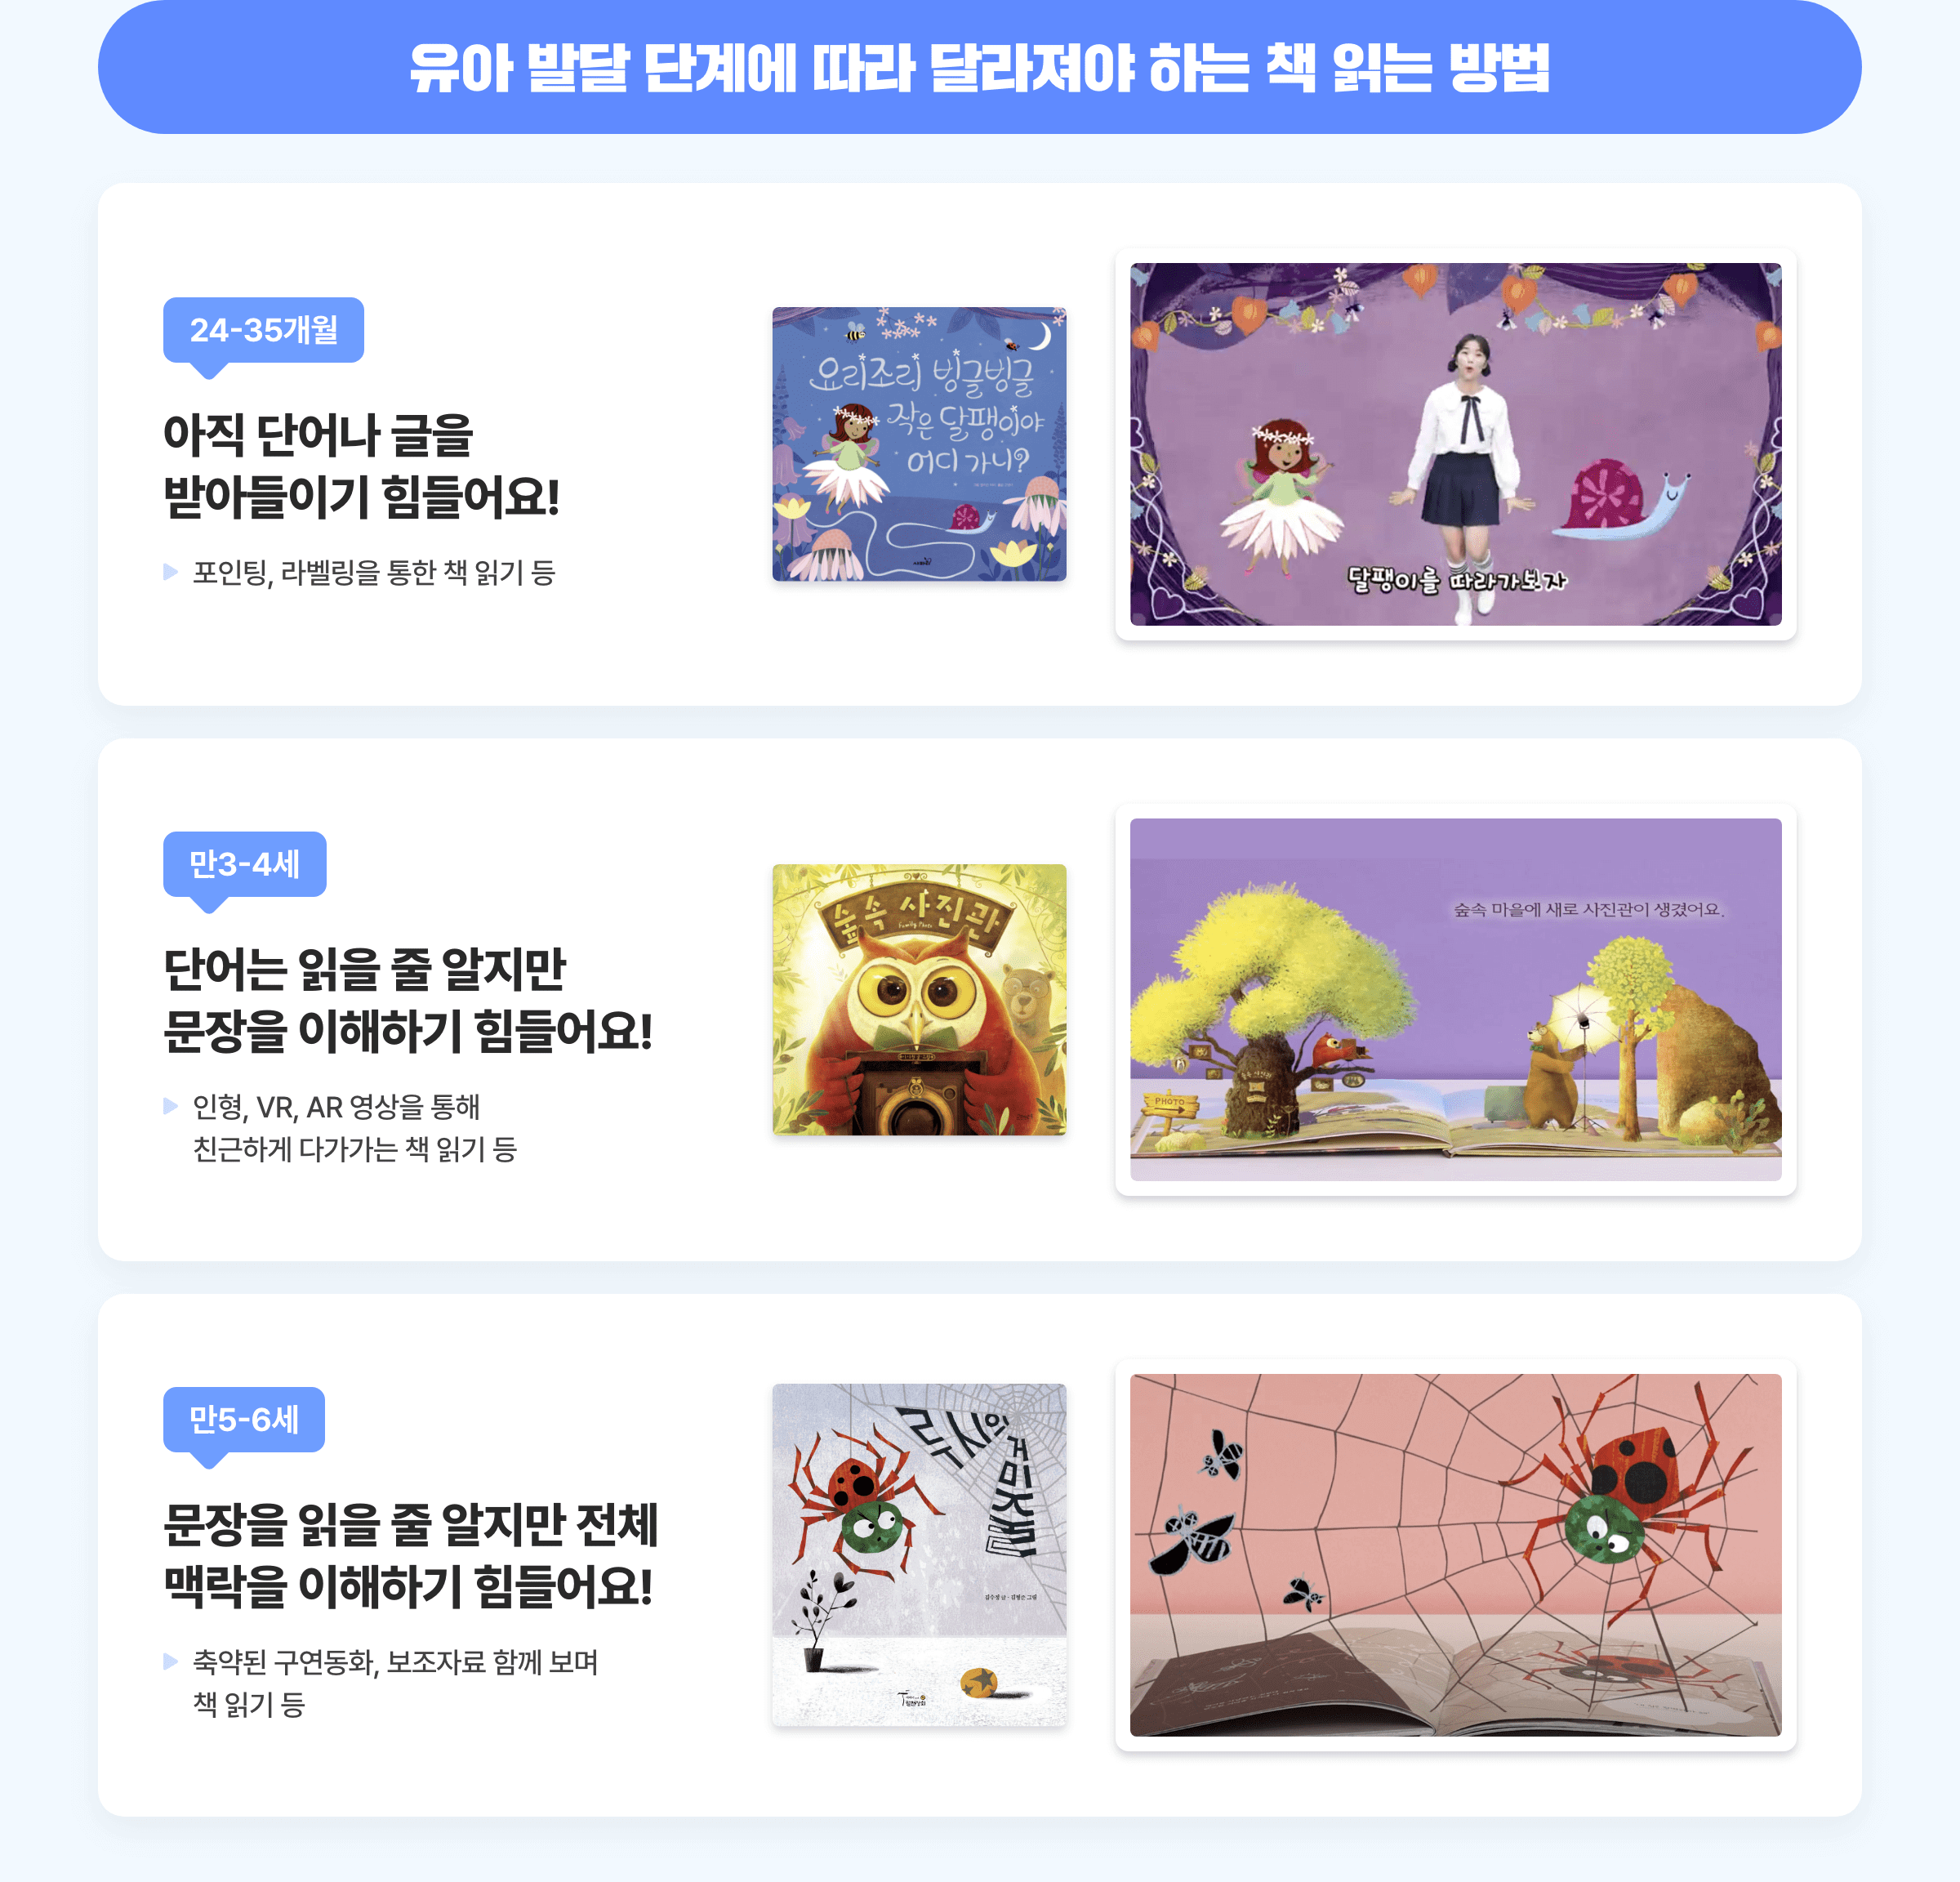 유아 발달 단계에 따라 달라져야 하는 책 읽는 방법
24-35개월
아직 단어나 글을
받아들이기 힘들어요!
포인팅, 라벨링을 통한 책 읽기 등
요리조리 빙글빙글
작은 달팽이야
어디 가니?
달팽이를 따라가보자
만3-4세
단어는 읽을 줄 알지만
문장을 이해하기 힘들어요!
인형, VR, AR 영상을 통해
친근하게 다가가는 책 읽기 등
숲속 사진관
Family Photo
숲속 마을에 새로 사진관이 생겼어요.
PHOTO
만5-6세
문장을 읽을 줄 알지만 전체
맥락을 이해하기 힘들어요!
축약된 구연동화, 보조자료 함께 보며
책 읽기 등